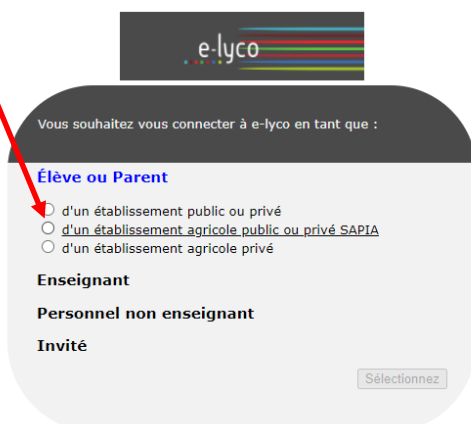 e-lyco
Vous souhaitez vous connecter à e-lyco en tant que :
Élève ou Parent
d'un établissement public ou privé
d'un établissement agricole public ou privé SAPIA
d'un établissement agricole privé
Enseignant
Personnel non enseignant
Invité
Sélectionnez